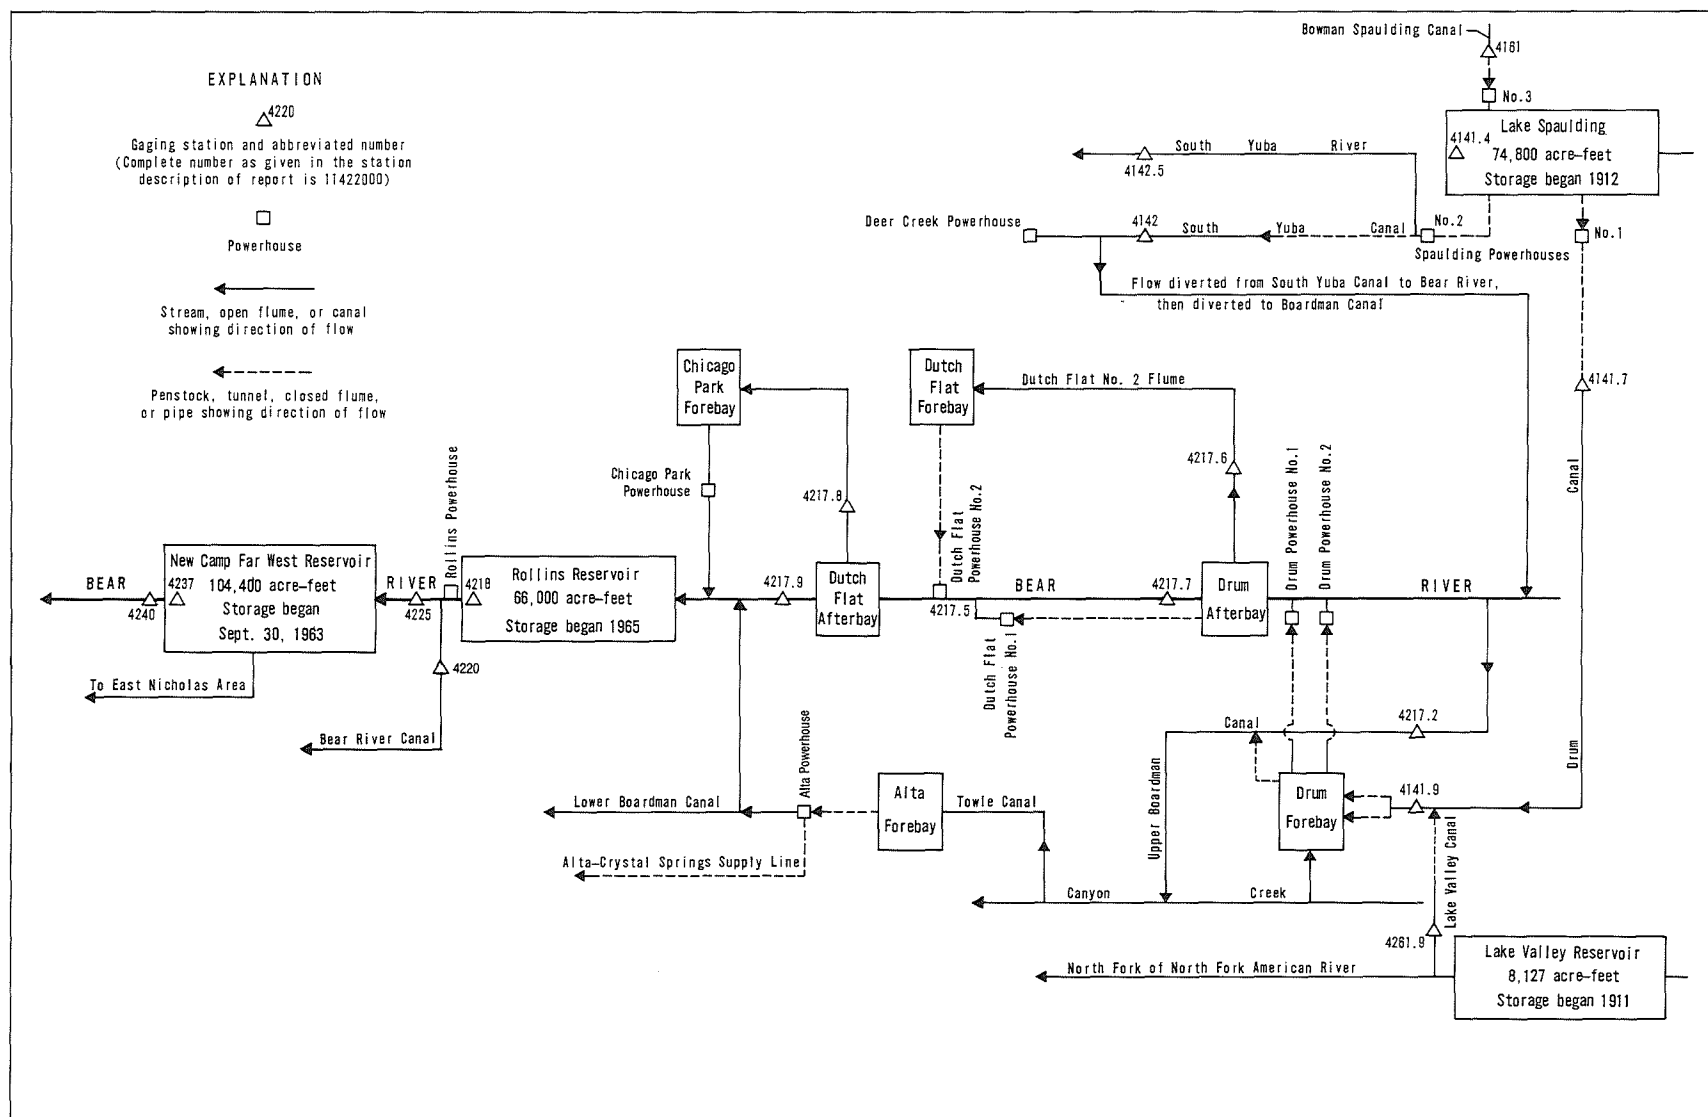 EXPLANATION
4220
Gaging station and abbreviated number
(Complete number as given in the station
description of report is 11422000)
Powerhouse
Stream, open flume, or canal
showing direction of flow
Penstock, tunnel, closed flume,
or pipe showing direction of flow
Bowman Spaulding Canal
4161
No.3
Lake Spaulding
4141.4
74,800 acre-feet
Storage began 1912
South Yuba River
4142.5
Deer Creek Powerhouse
4142
South Yuba Canal
No.2
No.1
Spaulding Powerhouses
Flow diverted from South Yuba Canal to Bear River,
then diverted to Boardman Canal
4141.7
Canal
Drum
Chicago
Park
Forebay
Dutch
Flat
Forebay
Dutch Flat No. 2 Flume
4217.6
Drum Powerhouse No.1
Drum Powerhouse No.2
Chicago Park
Powerhouse
4217.8
Dutch Flat
Powerhouse No.2
Rollins Powerhouse
BEAR
4240
New Camp Far West Reservoir
4237
104,400 acre-feet
Storage began
Sept. 30, 1963
RIVER
4225
4218
Rollins Reservoir
66,000 acre-feet
Storage began 1965
4217.9
Dutch
Flat
Afterbay
4217.5
BEAR
4217.7
Drum
Afterbay
RIVER
Dutch Flat
Powerhouse No.1
To East Nicholas Area
4220
Bear River Canal
4217.2
Canal
Upper Boardman
Alta Powerhouse
Lower Boardman Canal
Alta
Forebay
Towle Canal
Drum
Forebay
4141.9
Lake Valley Canal
Alta-Crystal Springs Supply Line
Canyon Creek
4261.9
North Fork of North Fork American River
Lake Valley Reservoir
8,127 acre-feet
Storage began 1911